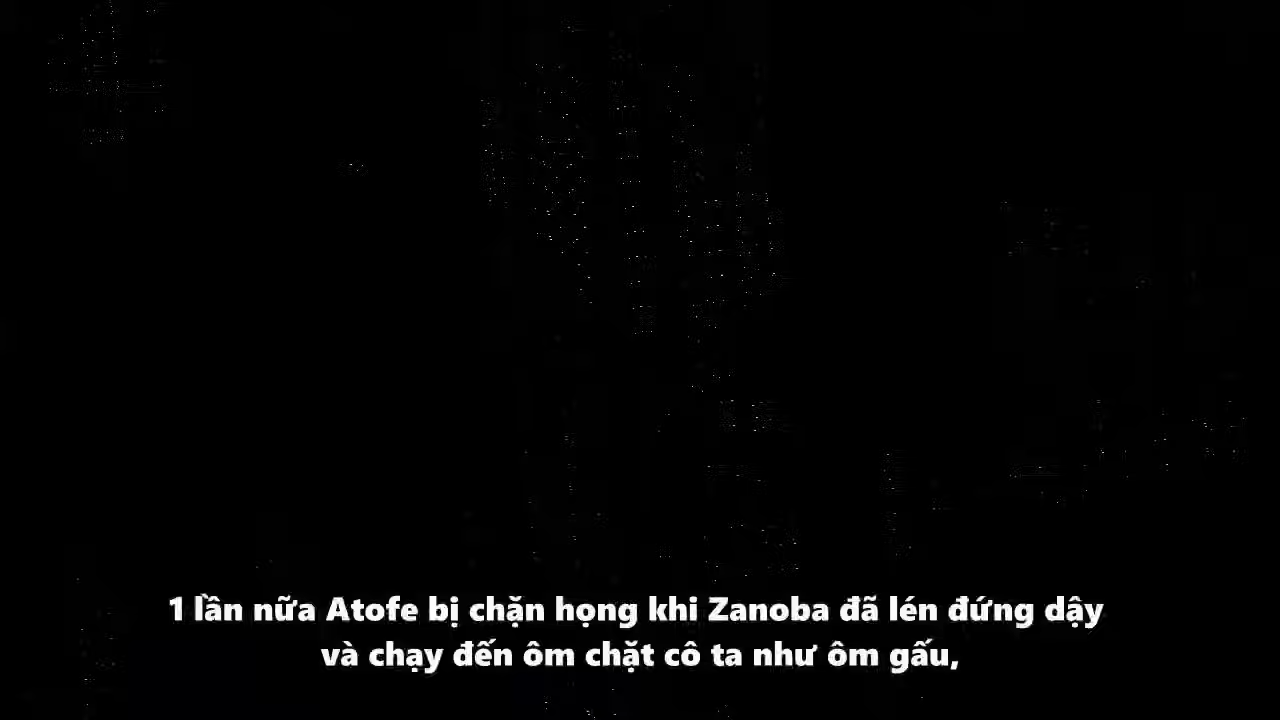 1 lần nữa Atofe bị chặn họng khi Zanoba đã lén đứng dậy
và chạy đến ôm chặt cô ta như ôm gấu,